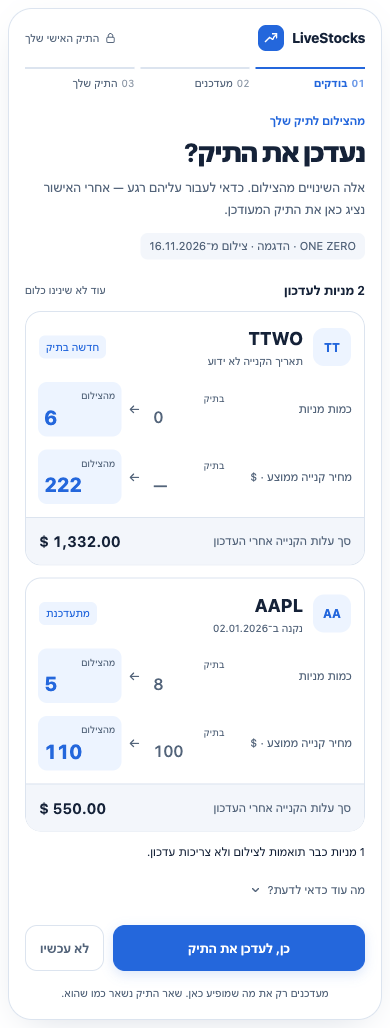 LiveStocks
התיק האישי שלך
01 בודקים
02 מעדכנים
03 התיק שלך
מהצילום לתיק שלך
נעדכן את התיק?
אלה השינויים מהצילום. כדאי לעבור עליהם רגע — אחרי האישור
נציג כאן את התיק המעודכן.
ONE ZERO · הדגמה · צילום מ־16.11.2026
2 מניות לעדכון
עוד לא שינינו כלום
TT
TTWO
תאריך הקנייה לא ידוע
חדשה בתיק
כמות מניות
בתיק
0
←
מהצילום
6
מחיר קנייה ממוצע · $
בתיק
—
←
מהצילום
222
סך עלות הקנייה אחרי העדכון
$ 1,332.00
AA
AAPL
נקנה ב־02.01.2026
מתעדכנת
כמות מניות
בתיק
8
←
מהצילום
5
מחיר קנייה ממוצע · $
בתיק
100
←
מהצילום
110
סך עלות הקנייה אחרי העדכון
$ 550.00
1 מניות כבר תואמות לצילום ולא צריכות עדכון.
מה עוד כדאי לדעת?
כן, לעדכן את התיק
לא עכשיו
מעדכנים רק את מה שמופיע כאן. שאר התיק נשאר כמו שהוא.